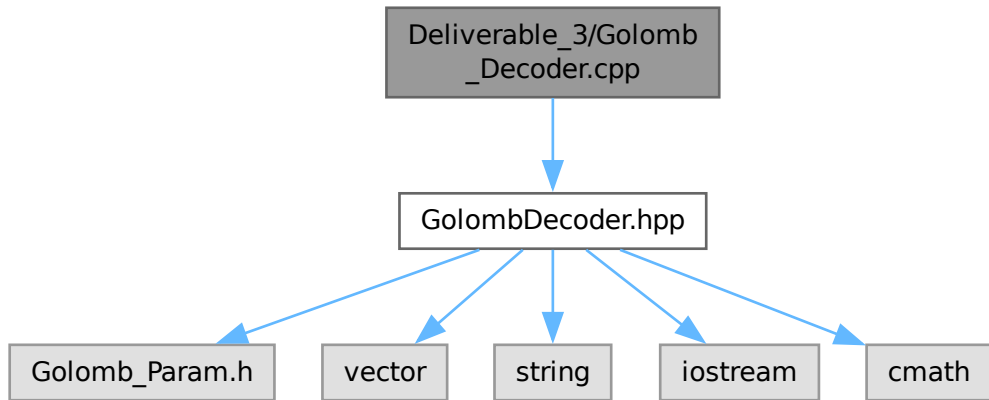 Deliverable_3/Golomb
_Decoder.cpp
GolombDecoder.hpp
Golomb_Param.h
vector
string
iostream
cmath